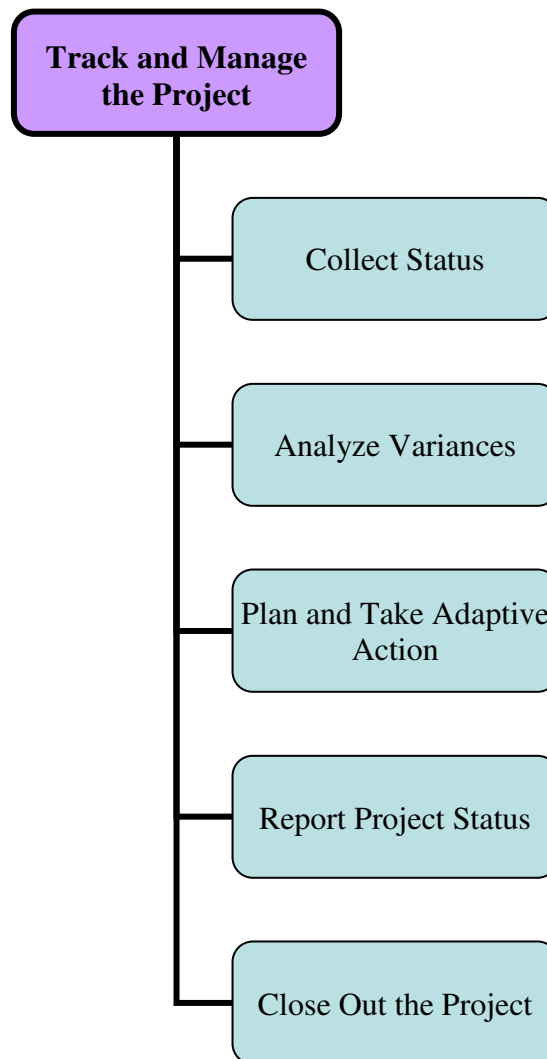 Track and Manage
the Project
Collect Status
Analyze Variances
Plan and Take Adaptive
Action
Report Project Status
Close Out the Project